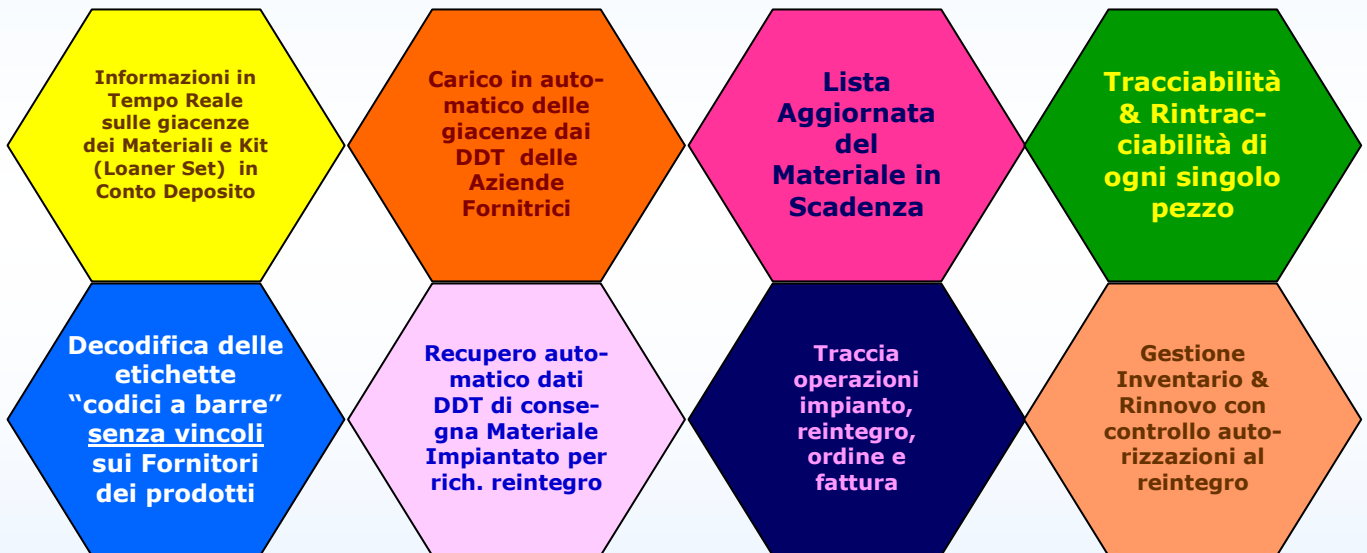 Informazioni in
Tempo Reale
sulle giacenze
dei Materiali e Kit
(Loaner Set) in
Conto Deposito
Carico in auto-
matico delle
giacenze dai
DDT delle
Aziende
Fornitrici
Lista
Aggiornata
del
Materiale in
Scadenza
Tracciabilità
& Rintrac-
ciabilità di
ogni singolo
pezzo
Decodifica delle
etichette
“codici a barre”
senza vincoli
sui Fornitori
dei prodotti
Recupero auto-
matico dati
DDT di conse-
gna Materiale
Impiantato per
rich. reintegro
Traccia
operazioni
impianto,
reintegro,
ordine e
fattura
Gestione
Inventario &
Rinnovo con
controllo auto-
rizzazioni al
reintegro